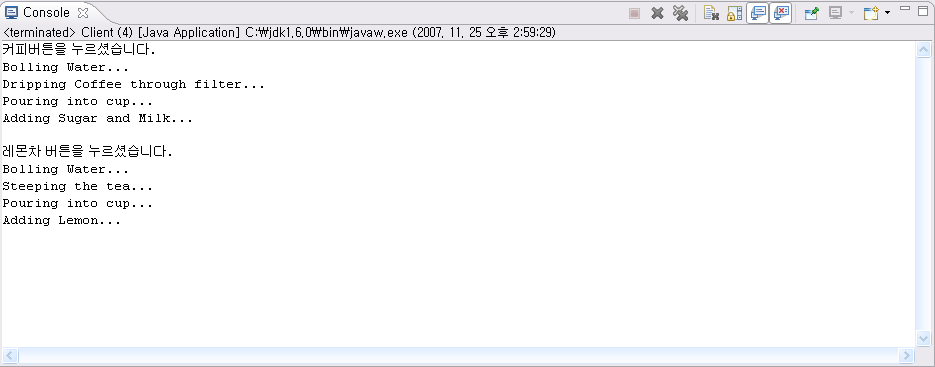 Console
<terminated> Client (4) [Java Application] C:₩jdk1,6,0₩bin₩javaw,exe (2007, 11, 25 오후 2:59:29)
커피버튼을 누르셨습니다.
Bolling Water...
Dripping Coffee through filter...
Pouring into cup...
Adding Sugar and Milk...
레몬차 버튼을 누르셨습니다.
Bolling Water...
Steeping the tea...
Pouring into cup...
Adding Lemon...